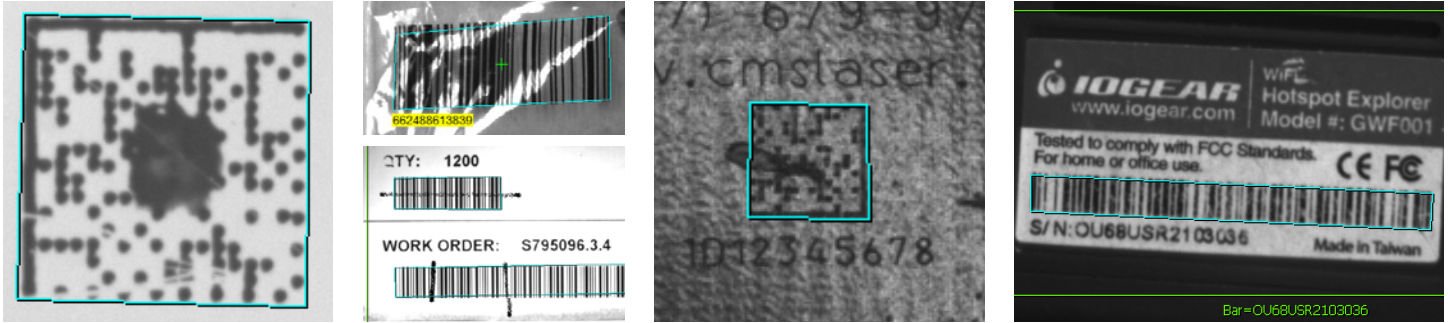 662488613839
QTY: 1200
WORK ORDER: S795096.3.4
.cmslaser.
1D12345678
IOGEAR
www.iogear.com
WiFi
Hotspot Explorer
Model #: GWF001
Tested to comply with FCC Standards.
For home or office use.
CE FC
S/N:OU68USR2103036
Made in Taiwan
Bar=OU68USR2103036